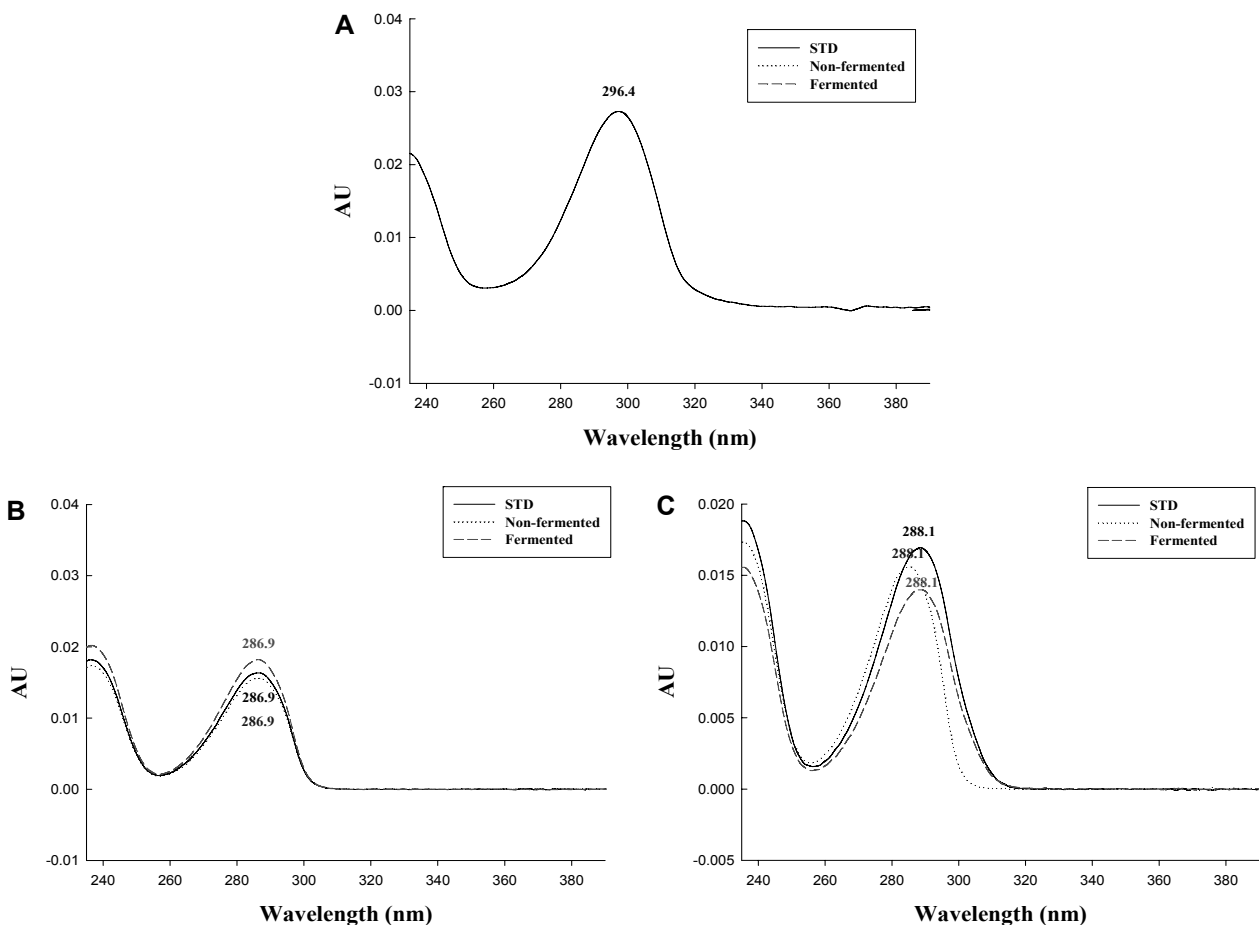 A
STD
Non-fermented
Fermented
296.4
0.04
0.03
0.02
0.01
0.00
-0.01
AU
240 260 280 300 320 340 360 380
Wavelength (nm)
B
STD
Non-fermented
Fermented
0.04
0.03
0.02
0.01
0.00
-0.01
AU
286.9
286.9
286.9
240 260 280 300 320 340 360 380
Wavelength (nm)
C
STD
Non-fermented
Fermented
0.020
0.015
0.010
0.005
0.000
-0.005
AU
288.1
288.1
288.1
240 260 280 300 320 340 360 380
Wavelength (nm)